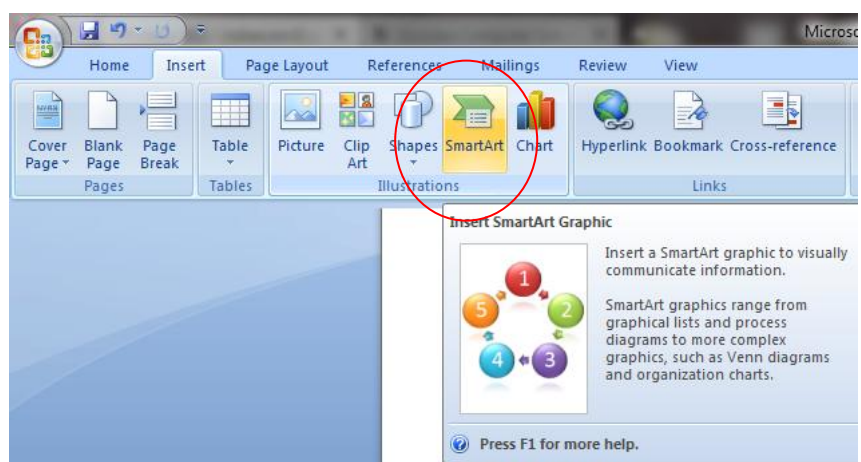 Microso
Home Insert Page Layout References Mailings Review View
Cover Page Blank Page Page Break Table Picture Clip Art Shapes SmartArt Chart Hyperlink Bookmark Cross-reference
Pages Tables Illustrations Links
Insert SmartArt Graphic
Insert a SmartArt graphic to visually
communicate information.
SmartArt graphics range from
graphical lists and process
diagrams to more complex
graphics, such as Venn diagrams
and organization charts.
1
5 2
4 3
Press F1 for more help.